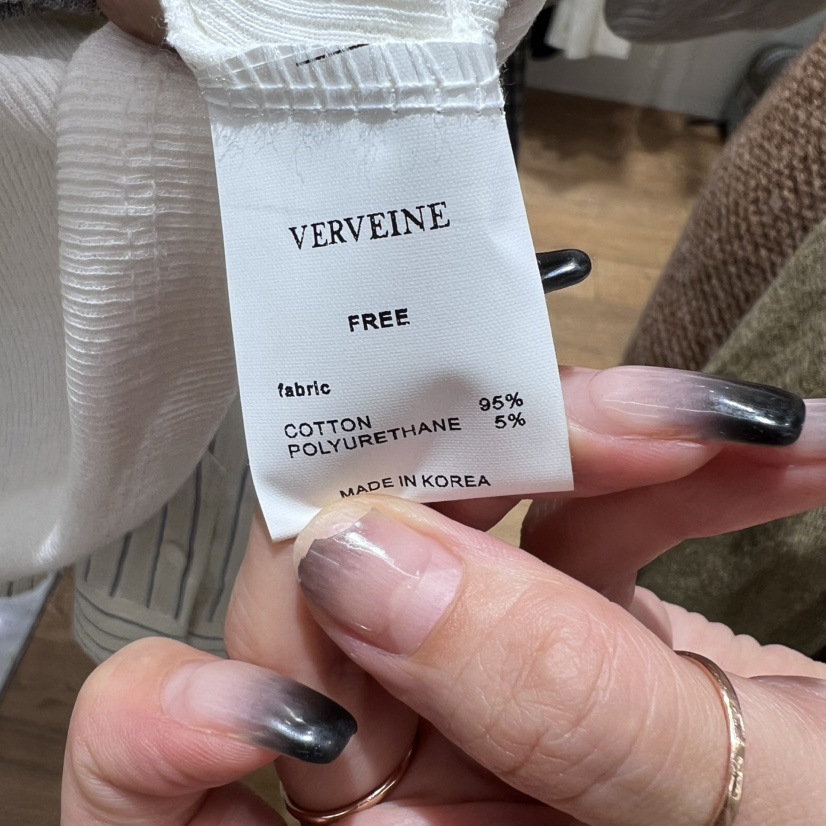 VERVEINE
FREE
fabric
COTTON 95%
POLYURETHANE 5%
MADE IN KOREA